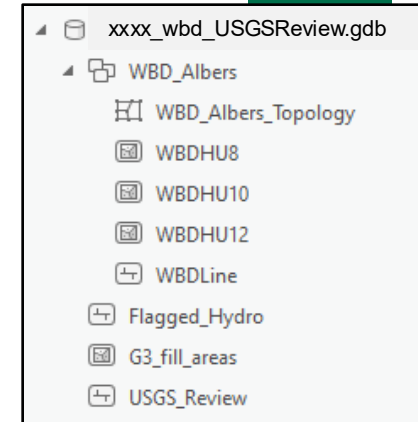 xxxx_wbd_USGSReview.gdb
WBD_Albers
WBD_Albers_Topology
WBDHU8
WBDHU10
WBDHU12
WBDLine
Flagged_Hydro
G3_fill_areas
USGS_Review